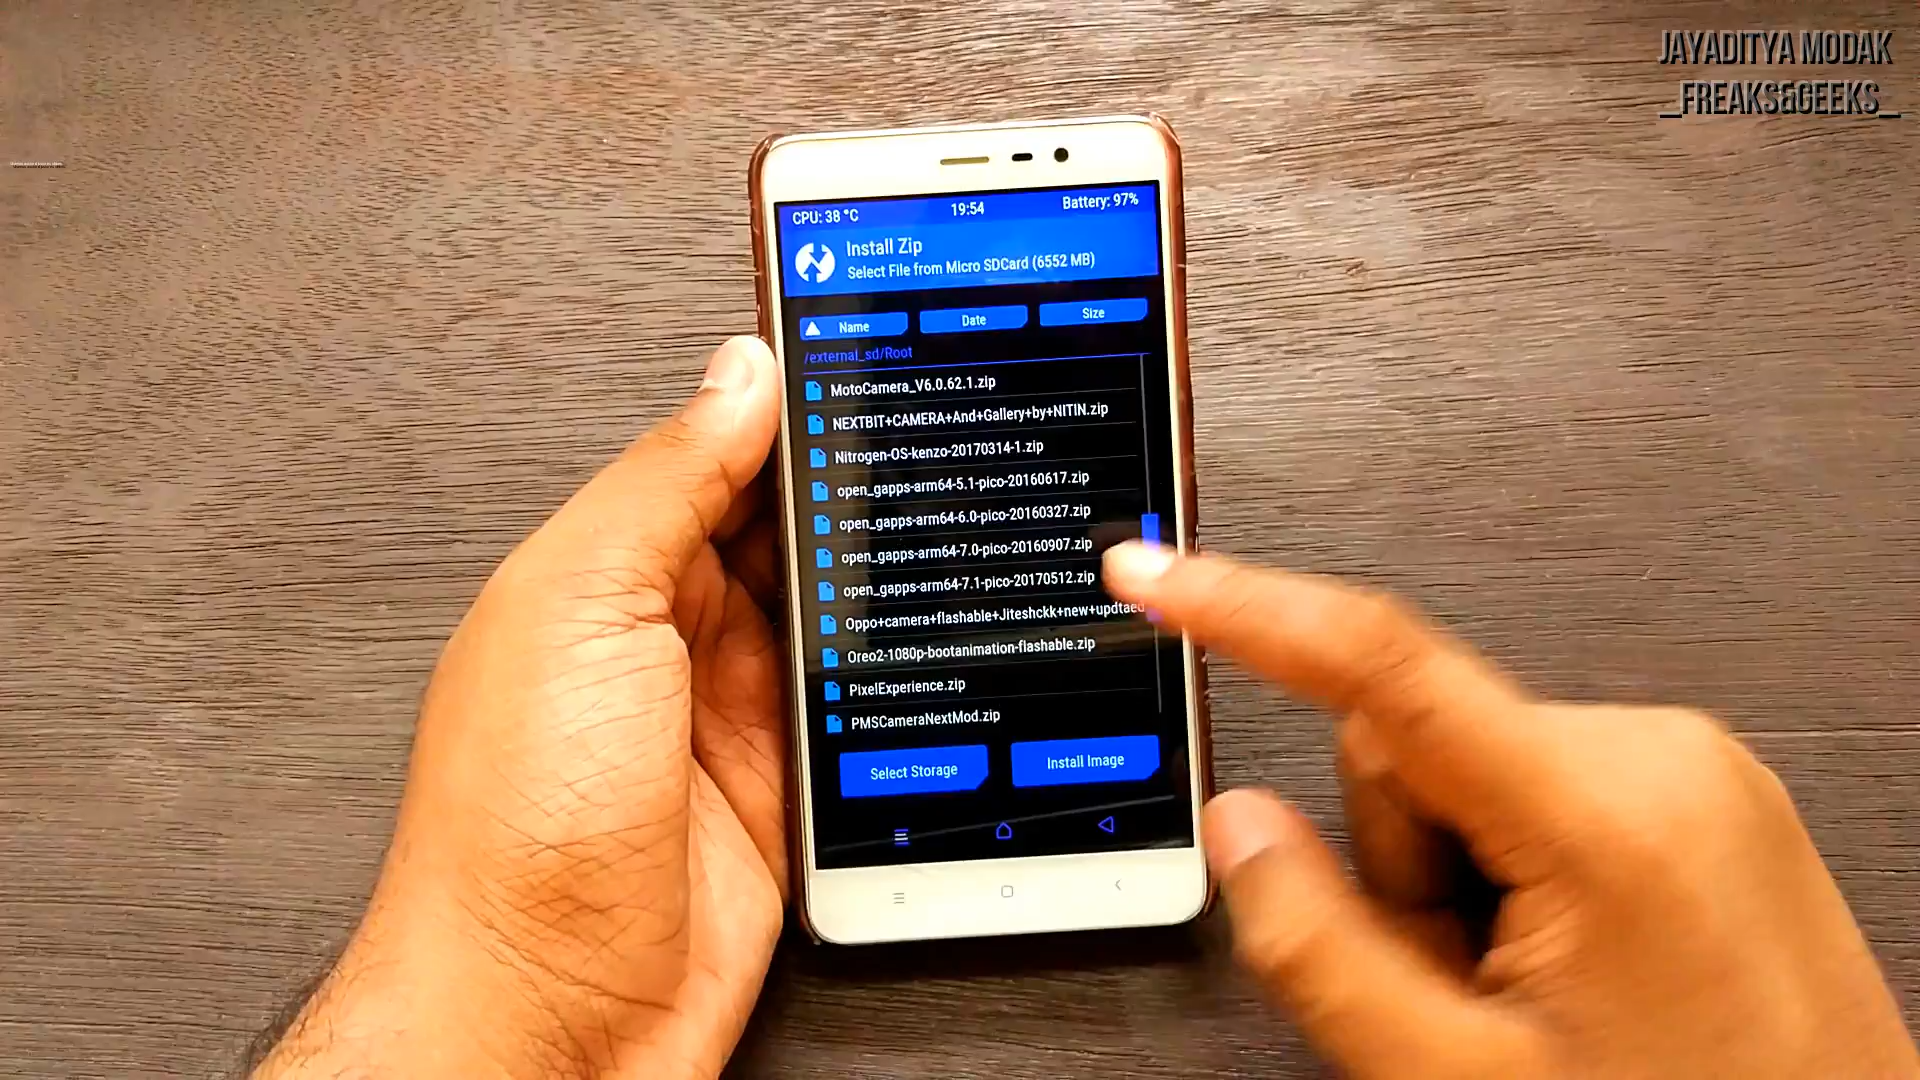 JAYADITYA MODAK
_FREAKS&GEEKS_
CPU: 38 °C
19:54
Battery: 97%
Install Zip
Select File from Micro SDCard (6552 MB)
Name
Date
Size
/external_sd/Root
MotoCamera_V6.0.62.1.zip
NEXTBIT+CAMERA+And+Gallery+by+NITIN.zip
Nitrogen-OS-kenzo-20170314-1.zip
open_gapps-arm64-5.1-pico-20160617.zip
open_gapps-arm64-6.0-pico-20160327.zip
open_gapps-arm64-7.0-pico-20160907.zip
open_gapps-arm64-7.1-pico-20170512.zip
Oppo+camera+flashable+Jiteshckk+new+updtaed
Oreo2-1080p-bootanimation-flashable.zip
PixelExperience.zip
PMSCameraNextMod.zip
Select Storage
Install Image